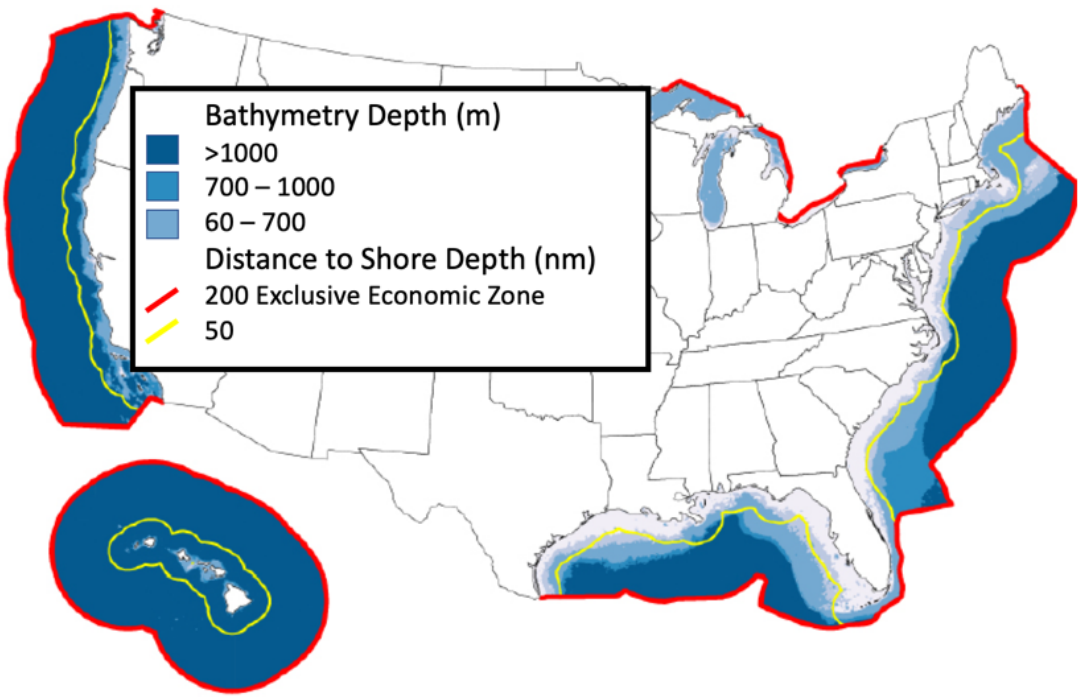 Bathymetry Depth (m)
>1000
700 – 1000
60 – 700
Distance to Shore Depth (nm)
200 Exclusive Economic Zone
50